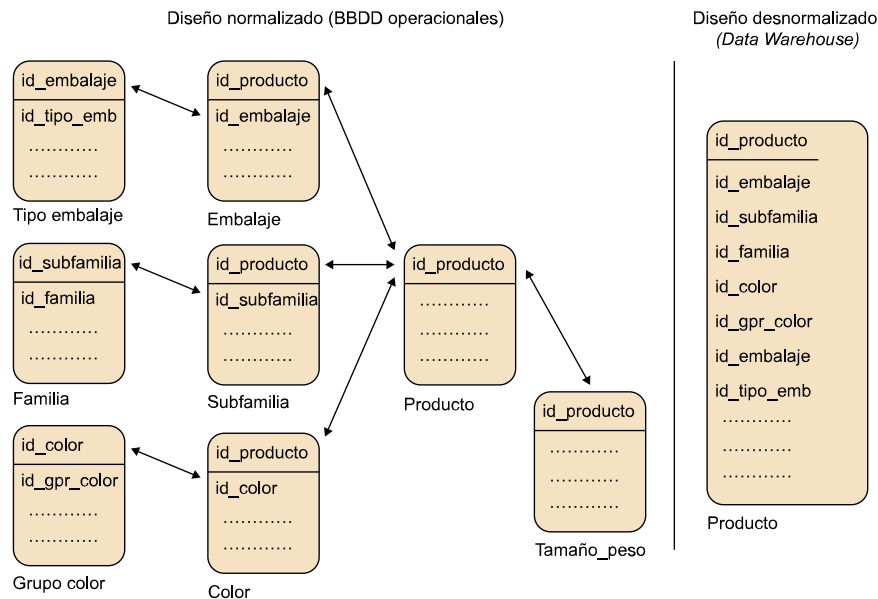 Diseño normalizado (BBDD operacionales)
Diseño desnormalizado
(Data Warehouse)
id_embalaje
id_tipo_emb
............
............
Tipo embalaje
id_producto
id_embalaje
............
............
Embalaje
id_subfamilia
id_familia
............
............
Familia
id_producto
id_subfamilia
............
............
Subfamilia
id_color
id_gpr_color
............
............
Grupo color
id_producto
id_color
............
............
Color
id_producto
............
............
............
Producto
id_producto
............
............
............
Tamaño_peso
id_producto
id_embalaje
id_subfamilia
id_familia
id_color
id_gpr_color
id_embalaje
id_tipo_emb
............
............
............
Producto